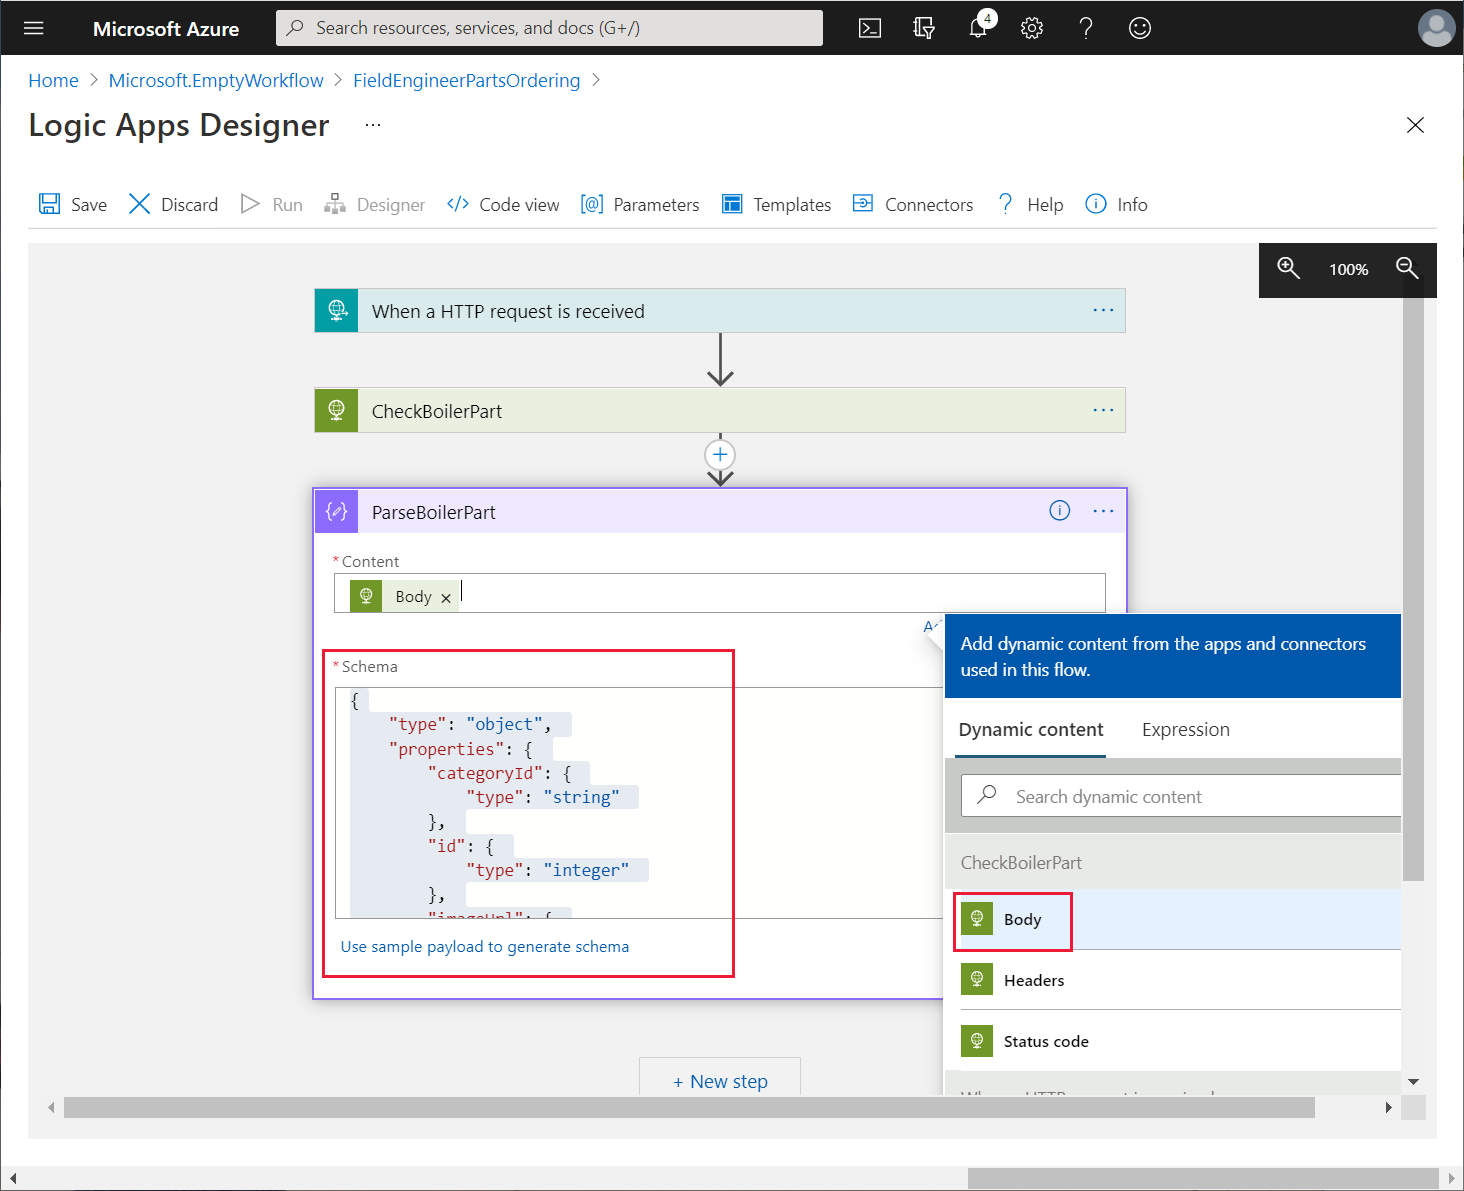 Microsoft Azure
Search resources, services, and docs (G+/)
4
Home > Microsoft.EmptyWorkflow > FieldEngineerPartsOrdering >
Logic Apps Designer ...
Save Discard Run Designer Code view Parameters Templates Connectors Help Info
100%
When a HTTP request is received
CheckBoilerPart
ParseBoilerPart
* Content
Body ×
* Schema
{
"type": "object",
"properties": {
"categoryId": {
"type": "string"
},
"id": {
"type": "integer"
},
"imageUrl": {
Use sample payload to generate schema
+ New step
Add dynamic content from the apps and connectors
used in this flow.
Dynamic content Expression
Search dynamic content
CheckBoilerPart
Body
Headers
Status code